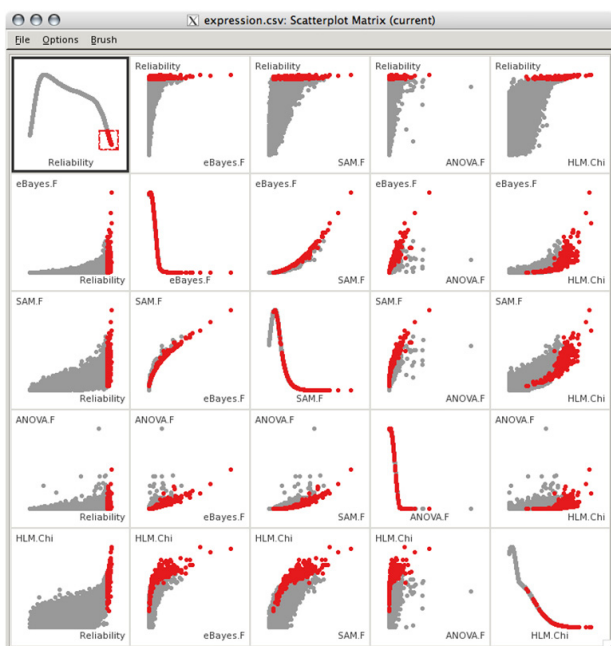 X expression.csv: Scatterplot Matrix (current)
File Options Brush
Reliability
Reliability
eBayes.F
Reliability
SAM.F
Reliability
ANOVA.F
Reliability
HLM.Chi
eBayes.F
Reliability
eBayes.F
eBayes.F
SAM.F
eBayes.F
ANOVA.F
eBayes.F
HLM.Chi
SAM.F
Reliability
SAM.F
eBayes.F
SAM.F
SAM.F
ANOVA.F
SAM.F
HLM.Chi
ANOVA.F
Reliability
ANOVA.F
eBayes.F
ANOVA.F
SAM.F
ANOVA.F
ANOVA.F
HLM.Chi
HLM.Chi
Reliability
HLM.Chi
eBayes.F
HLM.Chi
SAM.F
HLM.Chi
ANOVA.F
HLM.Chi